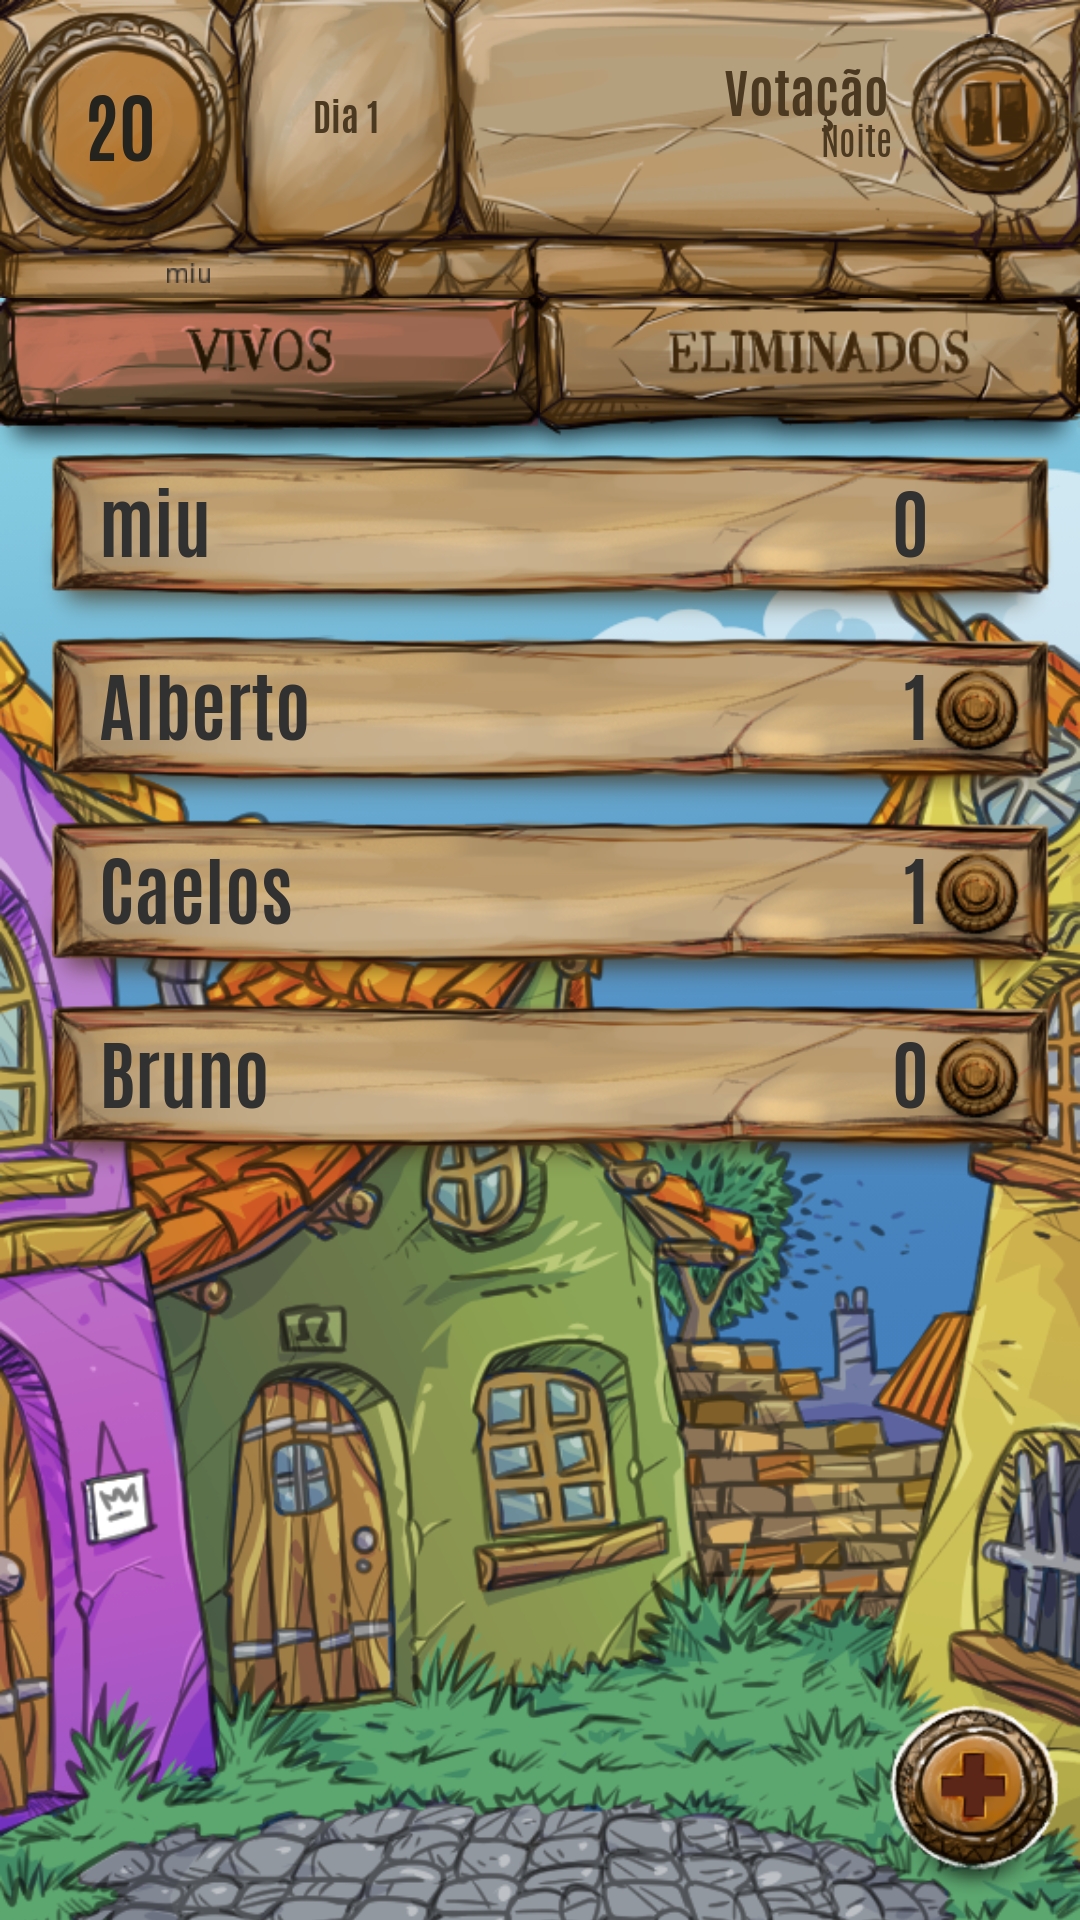 20
Dia 1
Votação
Noite
miu
VIVOS
ELIMINADOS
miu 0
Alberto 1
Caelos 1
Bruno 0
Ω